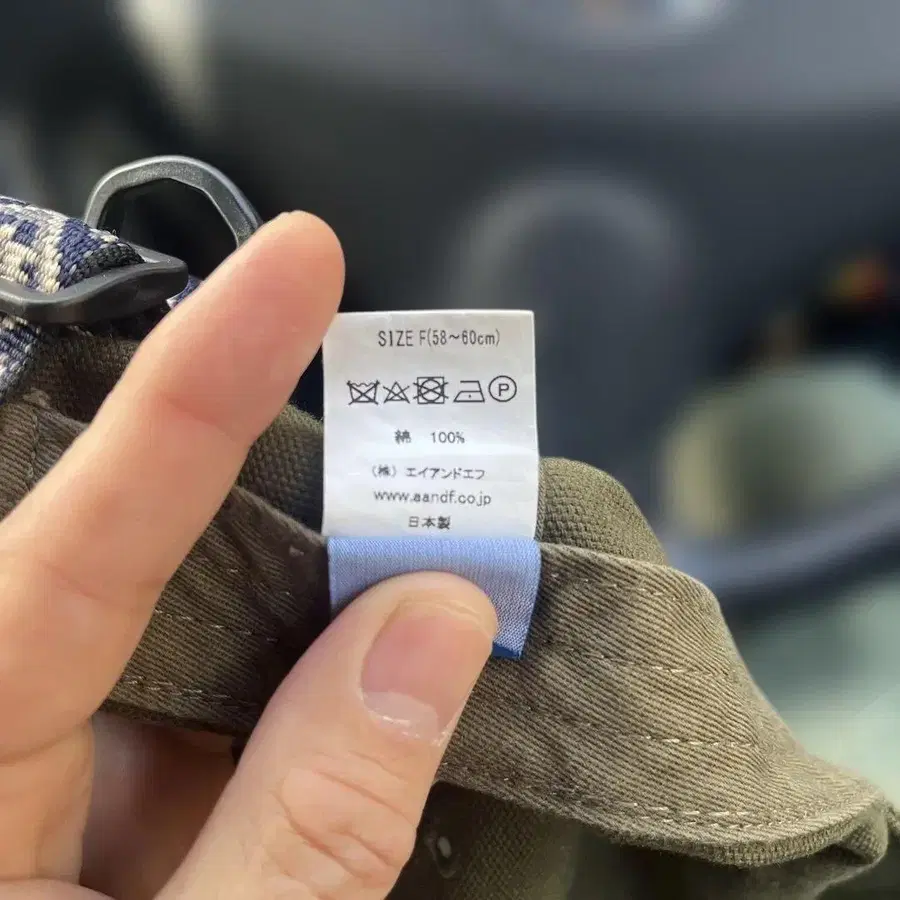 SIZE F(58～60cm)
P
綿 100%
(株) エイアンドエフ
www.aandf.co.jp
日本製